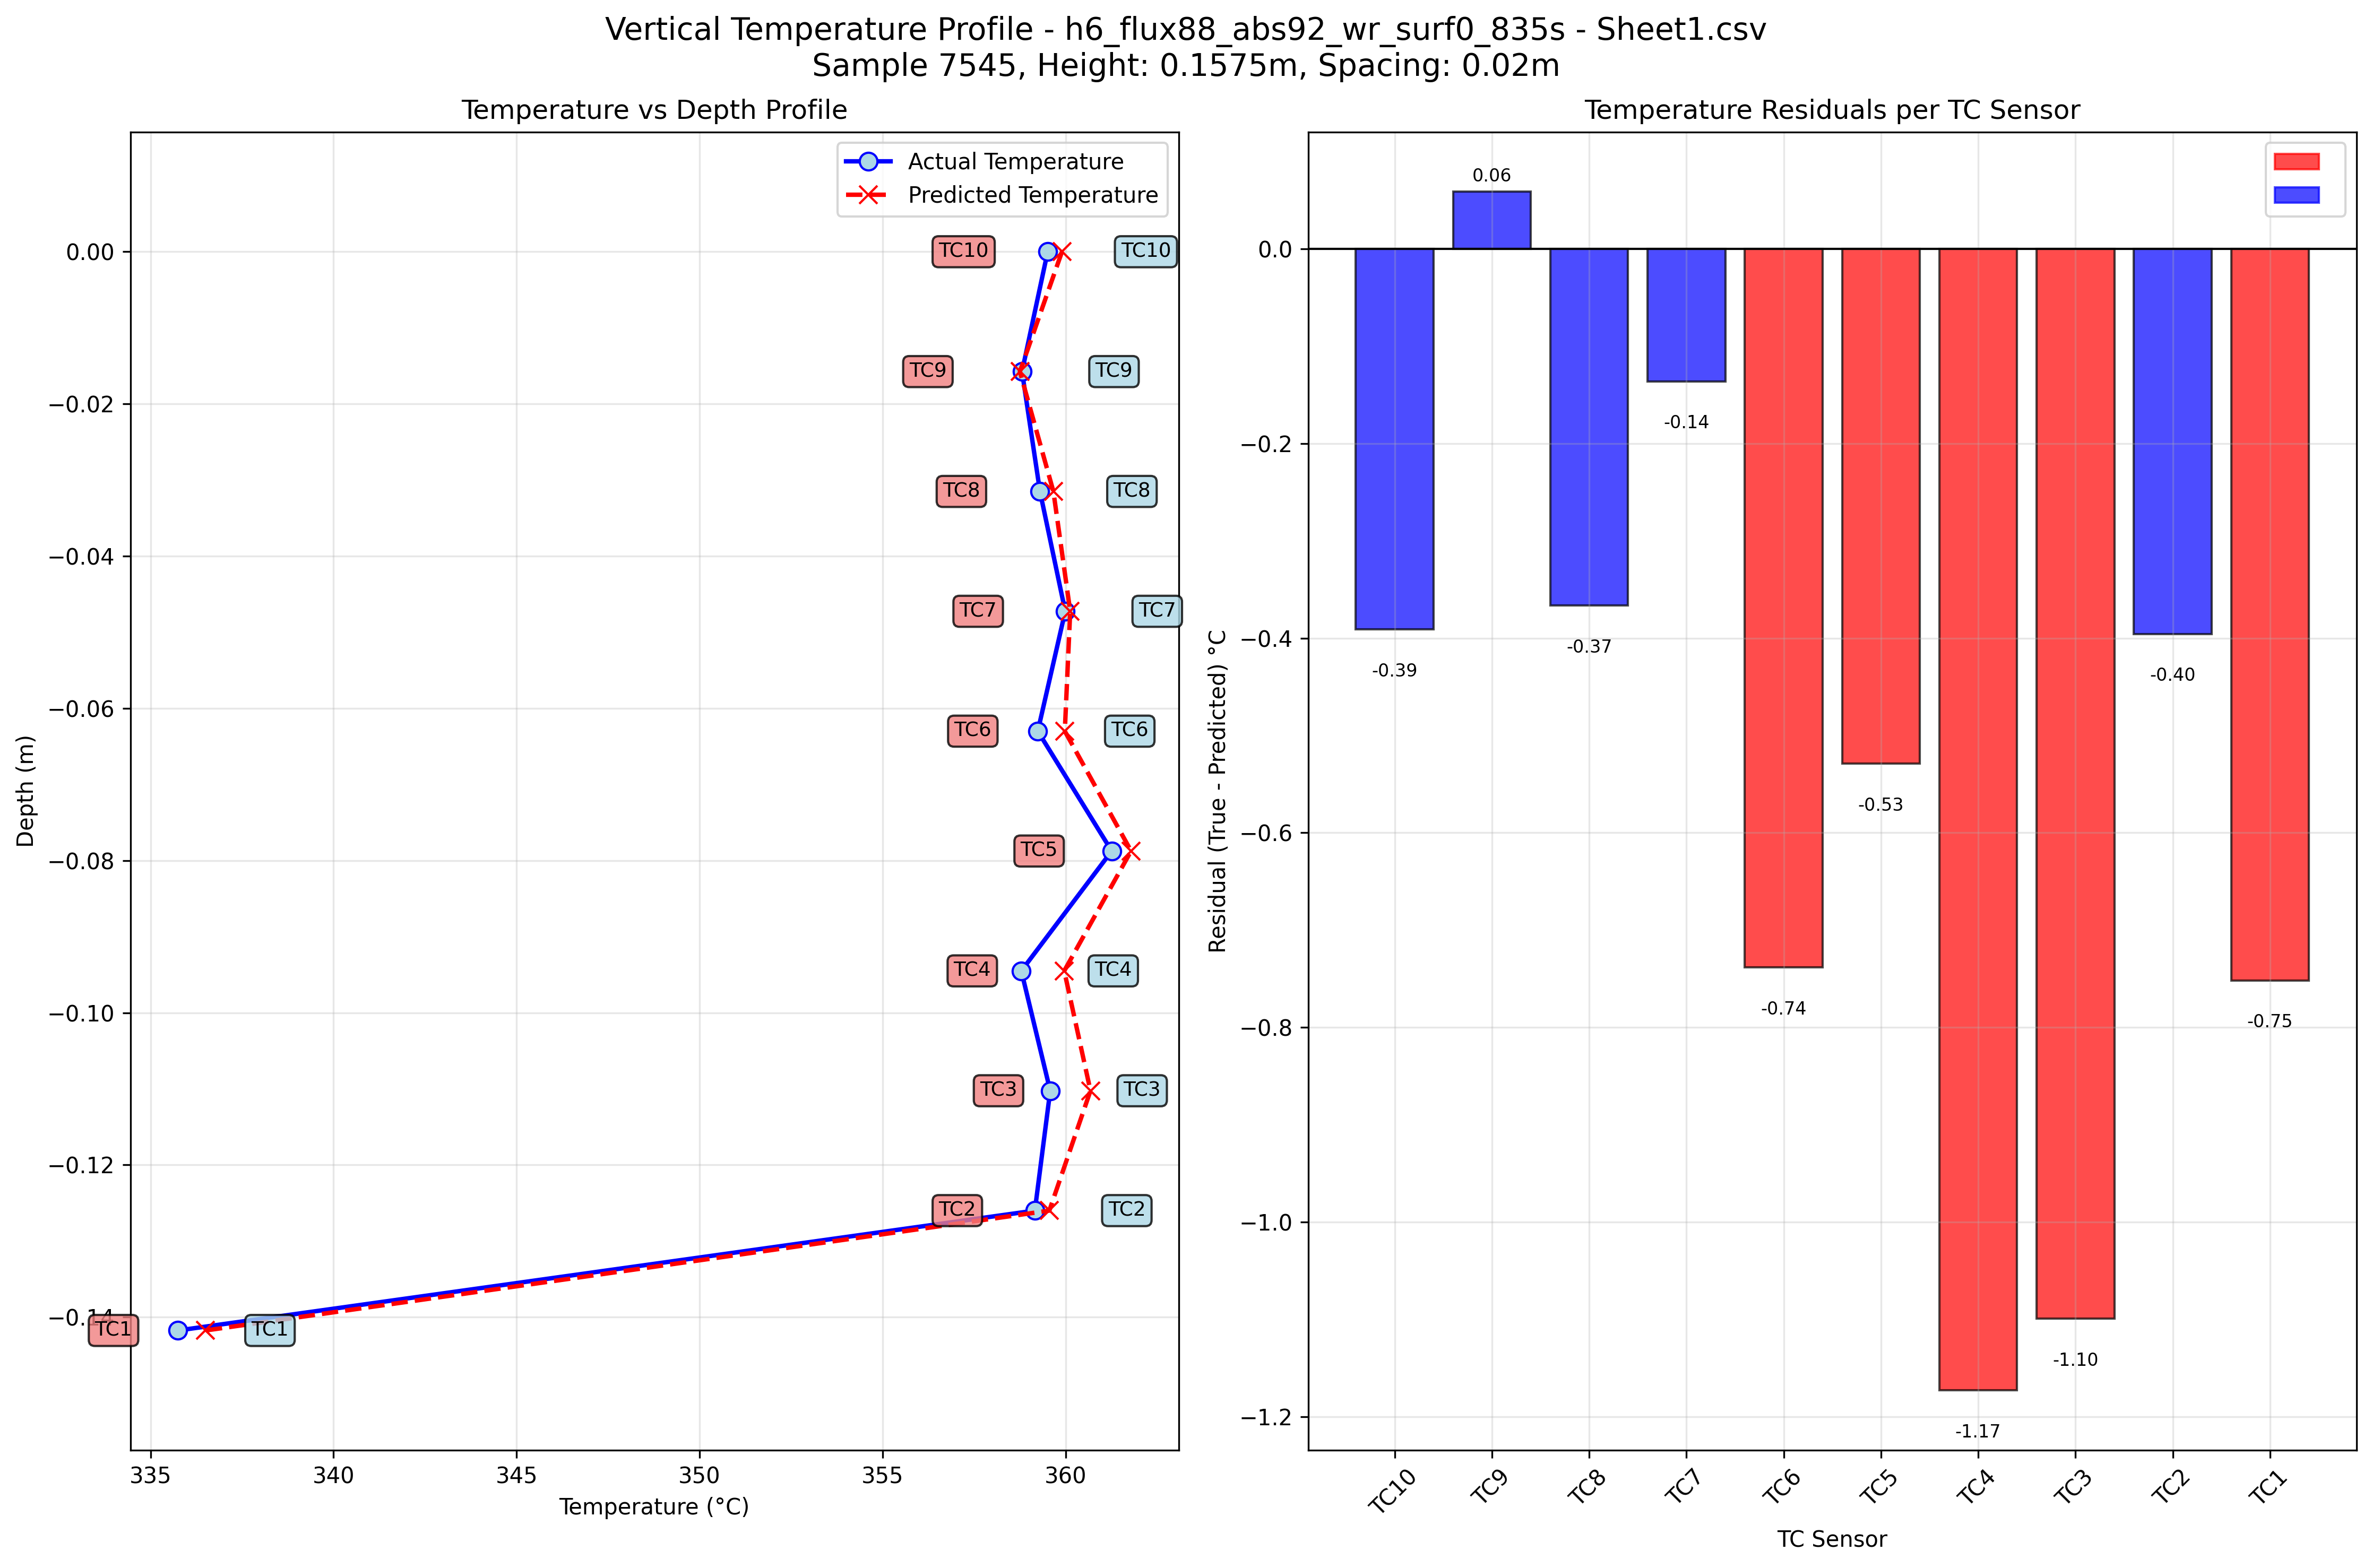 Vertical Temperature Profile - h6_flux88_abs92_wr_surf0_835s - Sheet1.csv
Sample 7545, Height: 0.1575m, Spacing: 0.02m
Temperature vs Depth Profile
Actual Temperature
Predicted Temperature
0.00
−0.02
−0.04
−0.06
−0.08
−0.10
−0.12
−0.14
Depth (m)
TC10
TC10
TC9
TC9
TC8
TC8
TC7
TC7
TC6
TC6
TC5
TC4
TC4
TC3
TC3
TC2
TC2
TC1
TC1
335
340
345
350
355
360
Temperature (°C)
Temperature Residuals per TC Sensor
0.0
−0.2
−0.4
−0.6
−0.8
−1.0
−1.2
Residual (True - Predicted) °C
-0.39
0.06
-0.37
-0.14
-0.74
-0.53
-1.17
-1.10
-0.40
-0.75
TC10
TC9
TC8
TC7
TC6
TC5
TC4
TC3
TC2
TC1
TC Sensor